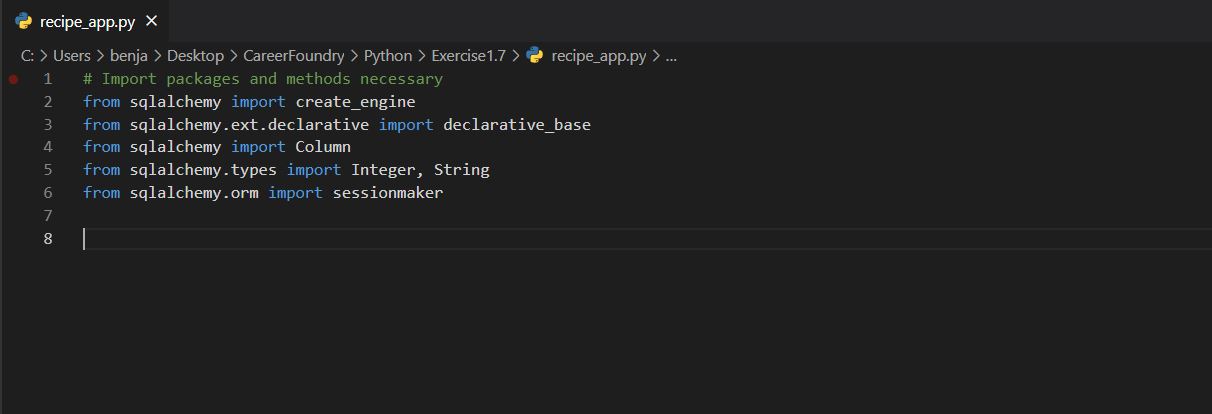 recipe_app.py
C: > Users > benja > Desktop > CareerFoundry > Python > Exercise1.7 > recipe_app.py > ...
1 # Import packages and methods necessary
2 from sqlalchemy import create_engine
3 from sqlalchemy.ext.declarative import declarative_base
4 from sqlalchemy import Column
5 from sqlalchemy.types import Integer, String
6 from sqlalchemy.orm import sessionmaker
7
8